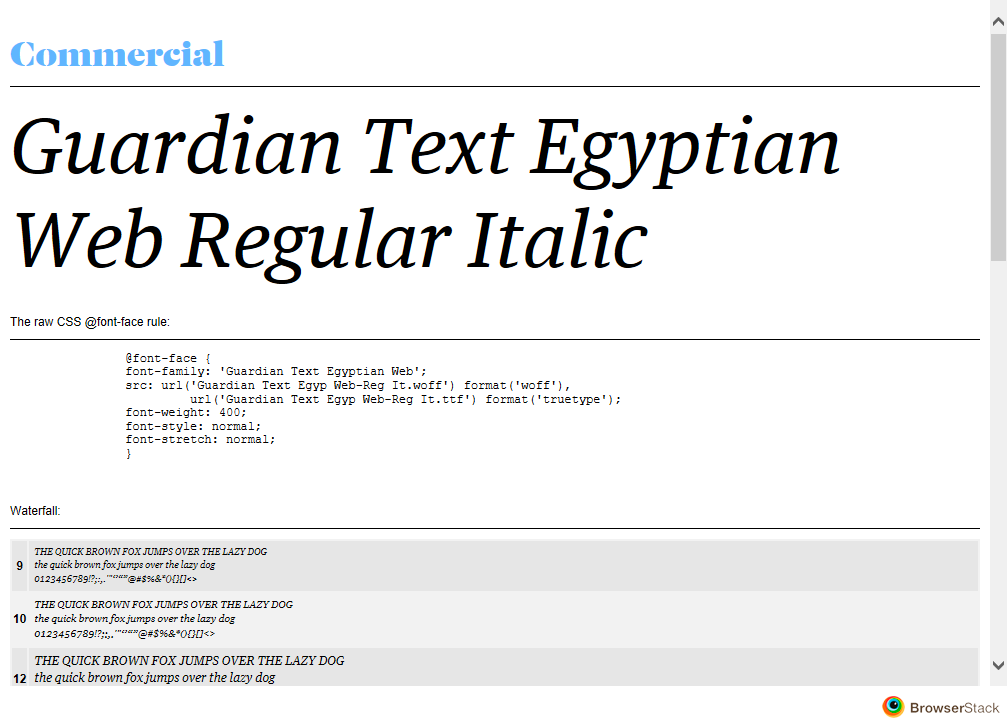 Commercial
Guardian Text Egyptian
Web Regular Italic
The raw CSS @font-face rule:
@font-face {
font-family: 'Guardian Text Egyptian Web';
src: url('Guardian Text Egyp Web-Reg It.woff') format('woff'),
url('Guardian Text Egyp Web-Reg It.ttf') format('truetype');
font-weight: 400;
font-style: normal;
font-stretch: normal;
}
Waterfall:
THE QUICK BROWN FOX JUMPS OVER THE LAZY DOG
9 the quick brown fox jumps over the lazy dog
0123456789!?;:,.'"‘’“”@#$%&*(){}[]<>
THE QUICK BROWN FOX JUMPS OVER THE LAZY DOG
10 the quick brown fox jumps over the lazy dog
0123456789!?;:,.'"‘’“”@#$%&*(){}[]<>
THE QUICK BROWN FOX JUMPS OVER THE LAZY DOG
12 the quick brown fox jumps over the lazy dog
BrowserStack